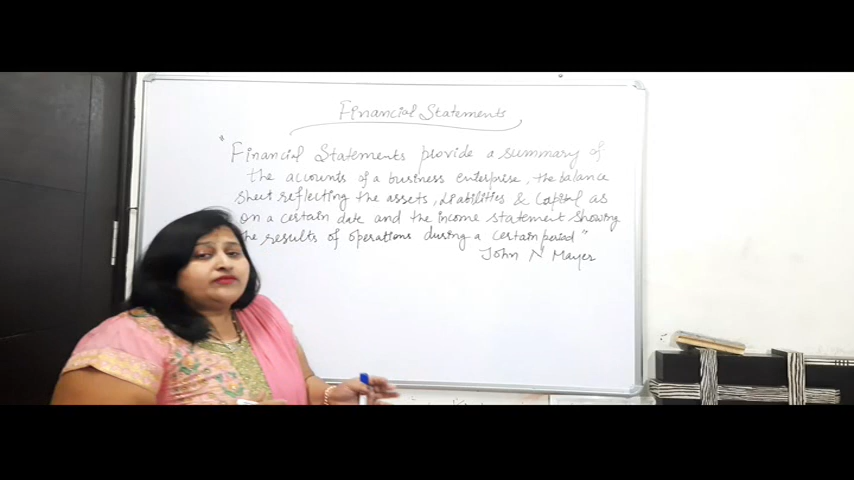 Financial Statements
"Financial Statements provide a summary of
the accounts of a business enterprise, the balance
sheet reflecting the assets, Liabilities & Capital as
on a certain date and the income statement showing
the results of operations during a certain period"
John N Mayer